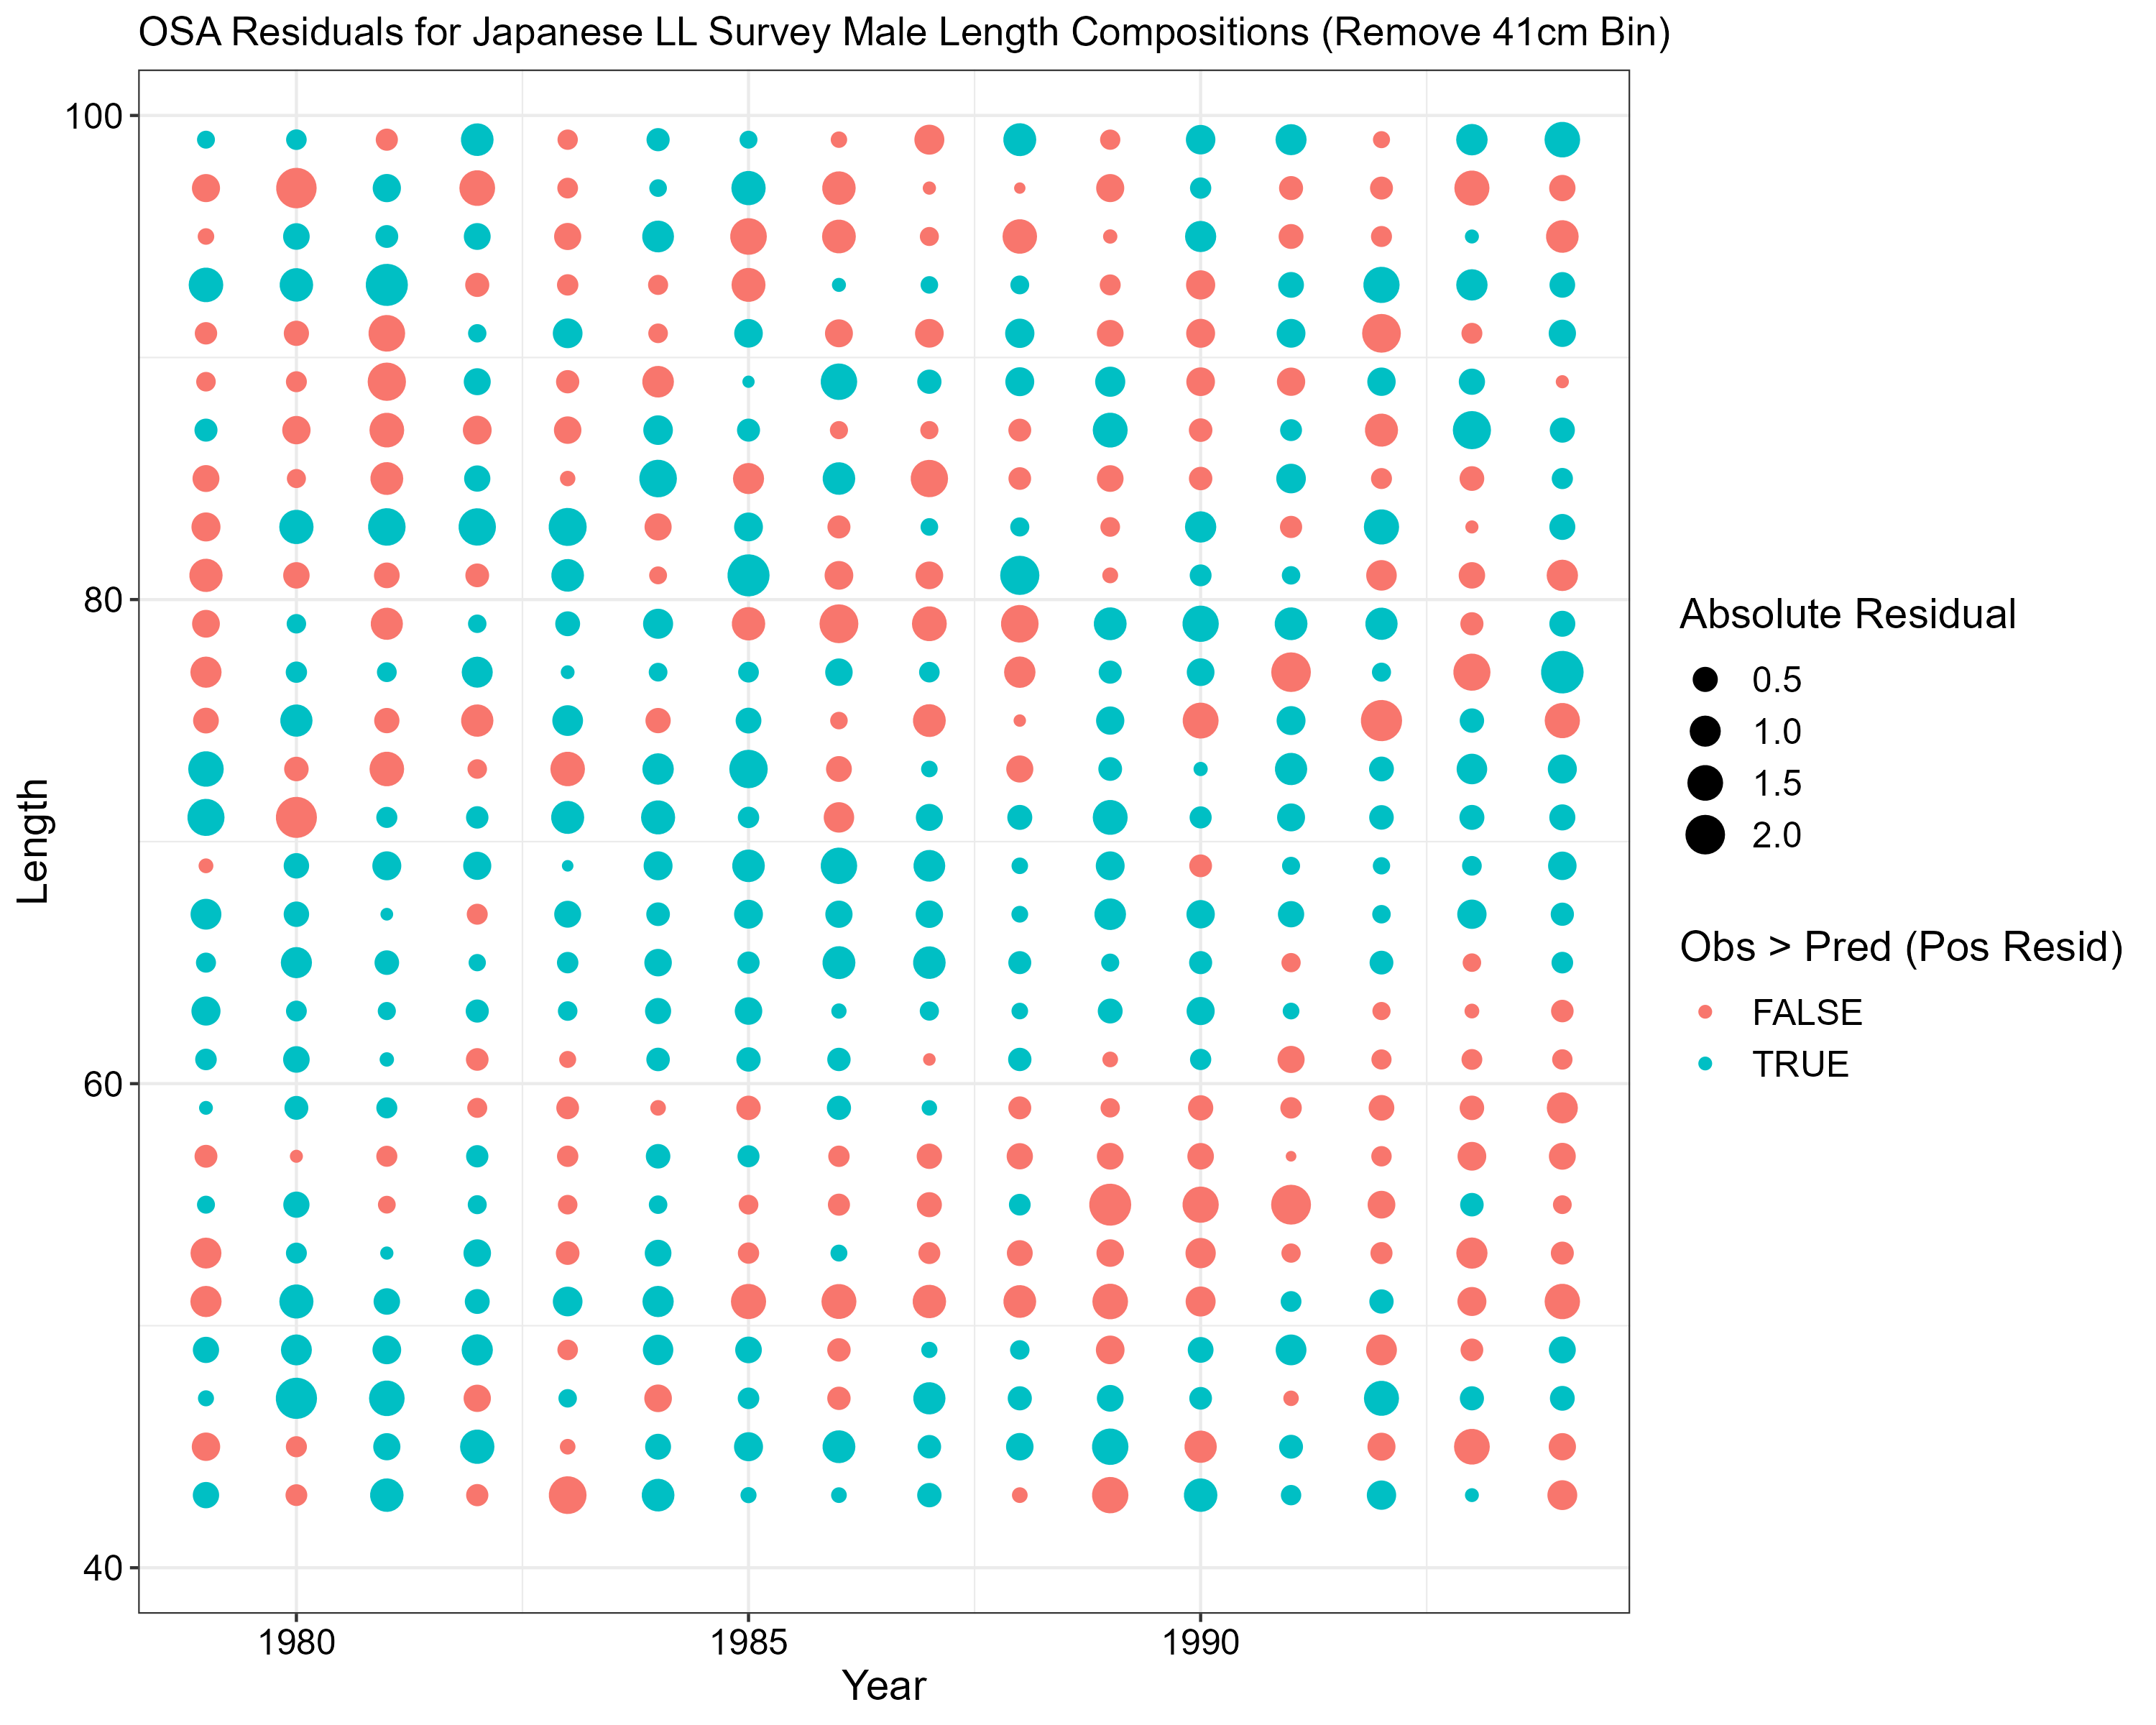 OSA Residuals for Japanese LL Survey Male Length Compositions (Remove 41cm Bin)
100
80
60
40
Length
1980
1985
1990
Year
Absolute Residual
0.5
1.0
1.5
2.0
Obs > Pred (Pos Resid)
FALSE
TRUE